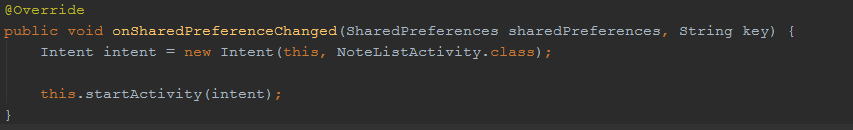 @Override
public void onSharedPreferenceChanged(SharedPreferences sharedPreferences, String key) {
    Intent intent = new Intent(this, NoteListActivity.class);

    this.startActivity(intent);
}